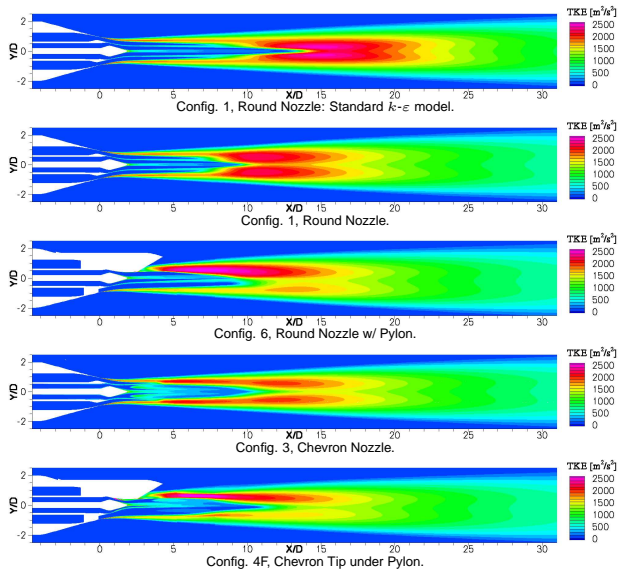 TKE [m²/s²]
2500
2000
1500
1000
500
0
Y/D
2
0
-2
0 5 10 15 20 25 30
X/D
Config. 1, Round Nozzle: Standard k-ε model.
TKE [m²/s²]
2500
2000
1500
1000
500
0
Y/D
2
0
-2
0 5 10 15 20 25 30
X/D
Config. 1, Round Nozzle.
TKE [m²/s²]
2500
2000
1500
1000
500
0
Y/D
2
0
-2
0 5 10 15 20 25 30
X/D
Config. 6, Round Nozzle w/ Pylon.
TKE [m²/s²]
2500
2000
1500
1000
500
0
Y/D
2
0
-2
0 5 10 15 20 25 30
X/D
Config. 3, Chevron Nozzle.
TKE [m²/s²]
2500
2000
1500
1000
500
0
Y/D
2
0
-2
0 5 10 15 20 25 30
X/D
Config. 4F, Chevron Tip under Pylon.